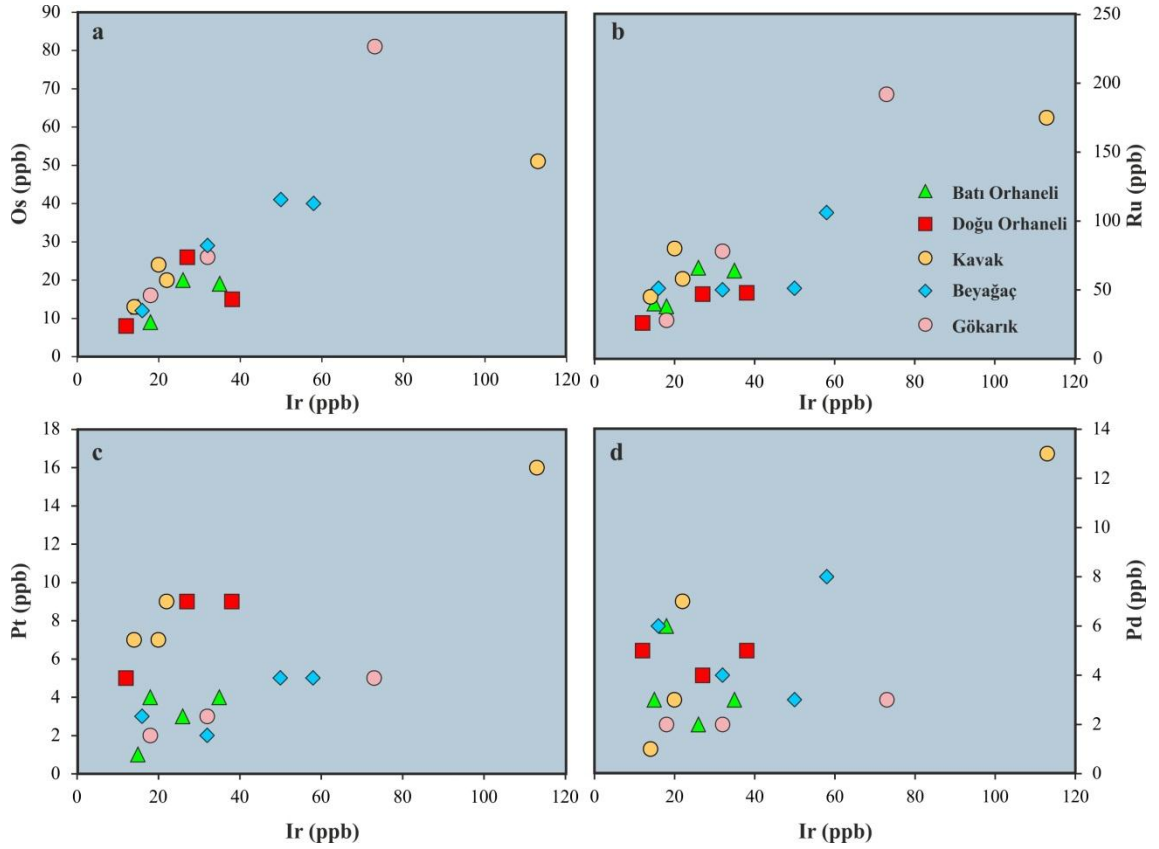 a
90
80
70
60
50
40
30
20
10
0
Os (ppb)
0 20 40 60 80 100 120
Ir (ppb)
b
250
200
150
100
50
0
Ru (ppb)
Batı Orhaneli
Doğu Orhaneli
Kavak
Beyağaç
Gökarık
0 20 40 60 80 100 120
Ir (ppb)
c
18
16
14
12
10
8
6
4
2
0
Pt (ppb)
0 20 40 60 80 100 120
Ir (ppb)
d
14
12
10
8
6
4
2
0
Pd (ppb)
0 20 40 60 80 100 120
Ir (ppb)